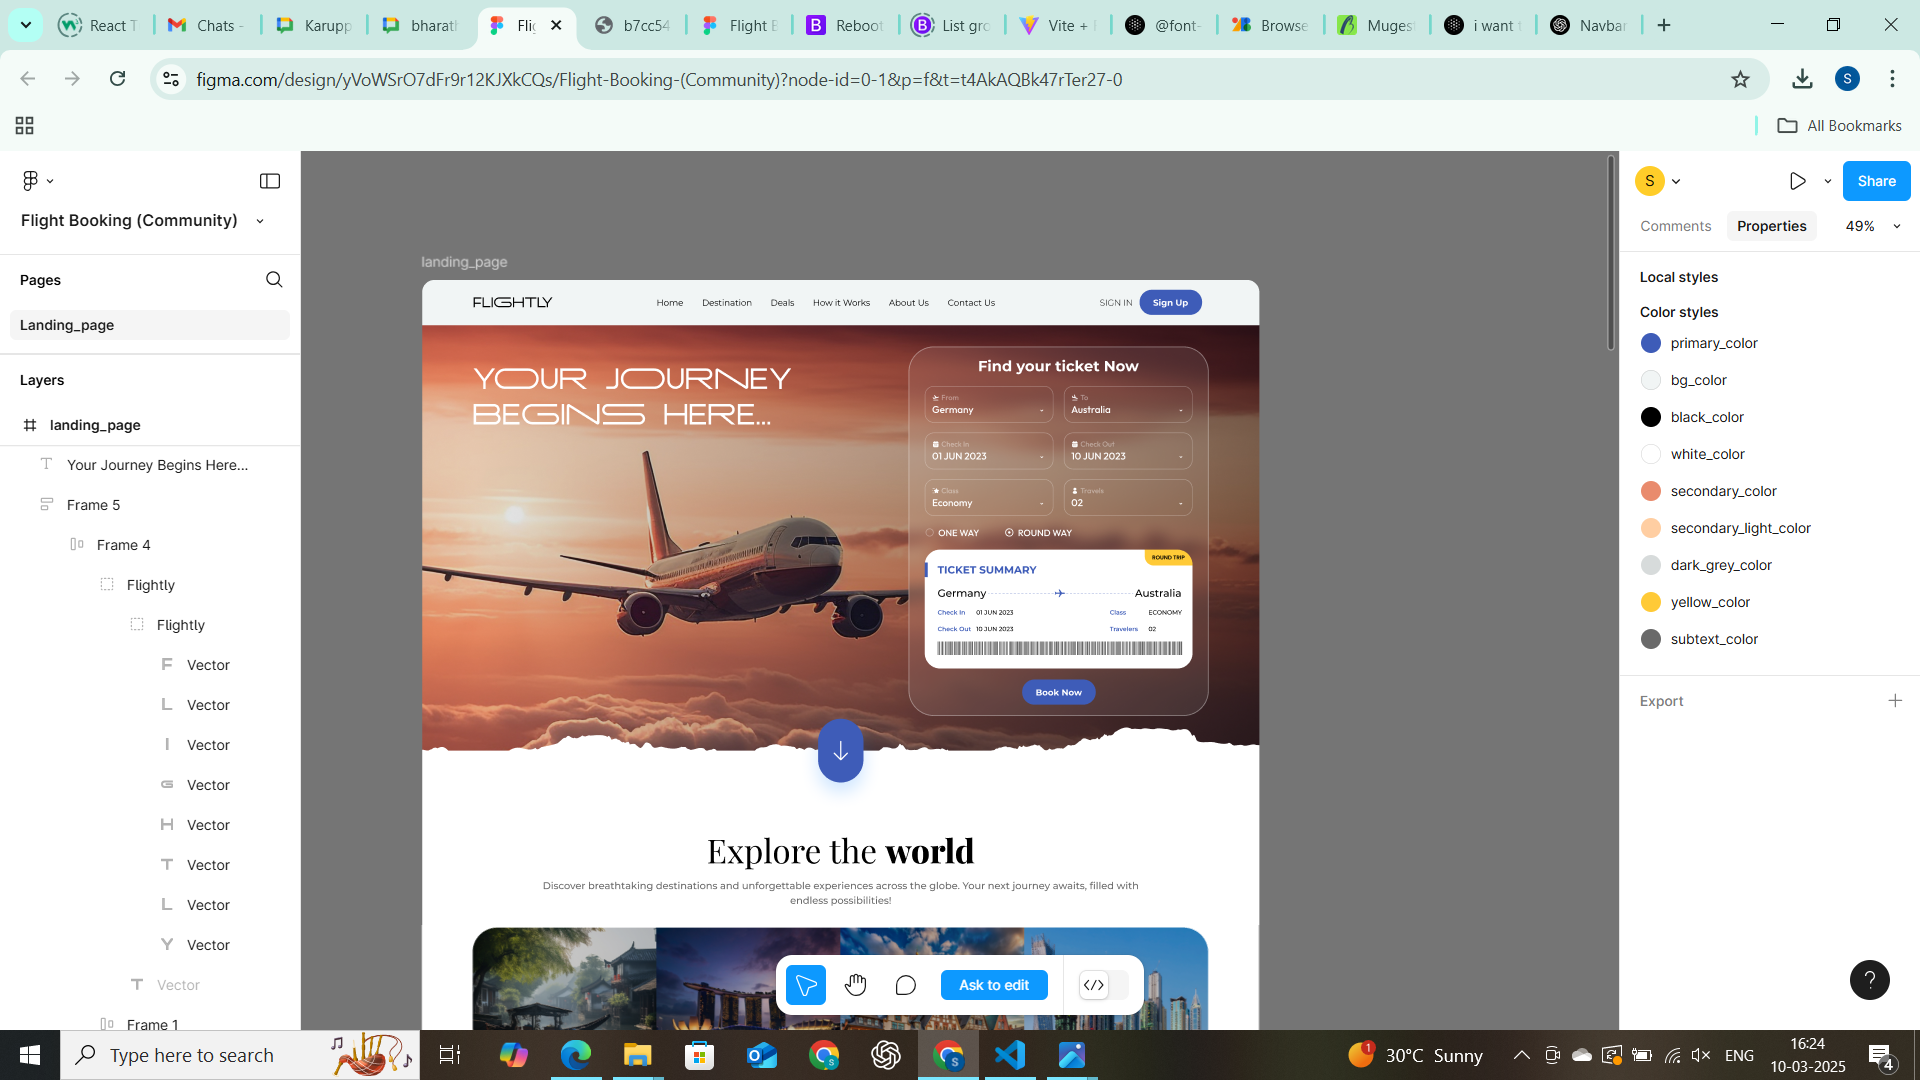 React T
Chats -
Karupp
bharath
Flig
b7cc54
Flight B
Reboot
List gro
Vite + 
@font-
Browse
Mugesh
i want t
Navbar
figma.com/design/yVoWSrO7dFr9r12KJXkCQs/Flight-Booking-(Community)?node-id=0-1&p=f&t=t4AkAQBk47rTer27-0
S
All Bookmarks
Flight Booking (Community)
Pages
Landing_page
Layers
landing_page
Your Journey Begins Here...
Frame 5
Frame 4
Flightly
Flightly
Vector
Vector
Vector
Vector
Vector
Vector
Vector
Vector
Vector
Frame 1
landing_page
FLIGHTLY
Home Destination Deals How it Works About Us Contact Us
SIGN IN Sign Up
YOUR JOURNEY
BEGINS HERE...
Find your ticket Now
From To
Germany Australia
Check In Check Out
01 JUN 2023 10 JUN 2023
Class Travels
Economy 02
ONE WAY ROUND WAY
ROUND TRIP
TICKET SUMMARY
Germany Australia
Check In 01 JUN 2023 Class ECONOMY
Check Out 10 JUN 2023 Travelers 02
Book Now
Explore the world
Discover breathtaking destinations and unforgettable experiences across the globe. Your next journey awaits, filled with
endless possibilities!
Ask to edit
S
Share
Comments Properties 49%
Local styles
Color styles
primary_color
bg_color
black_color
white_color
secondary_color
secondary_light_color
dark_grey_color
yellow_color
subtext_color
Export
?
Type here to search
1
30°C Sunny
ENG
16:24
10-03-2025
4